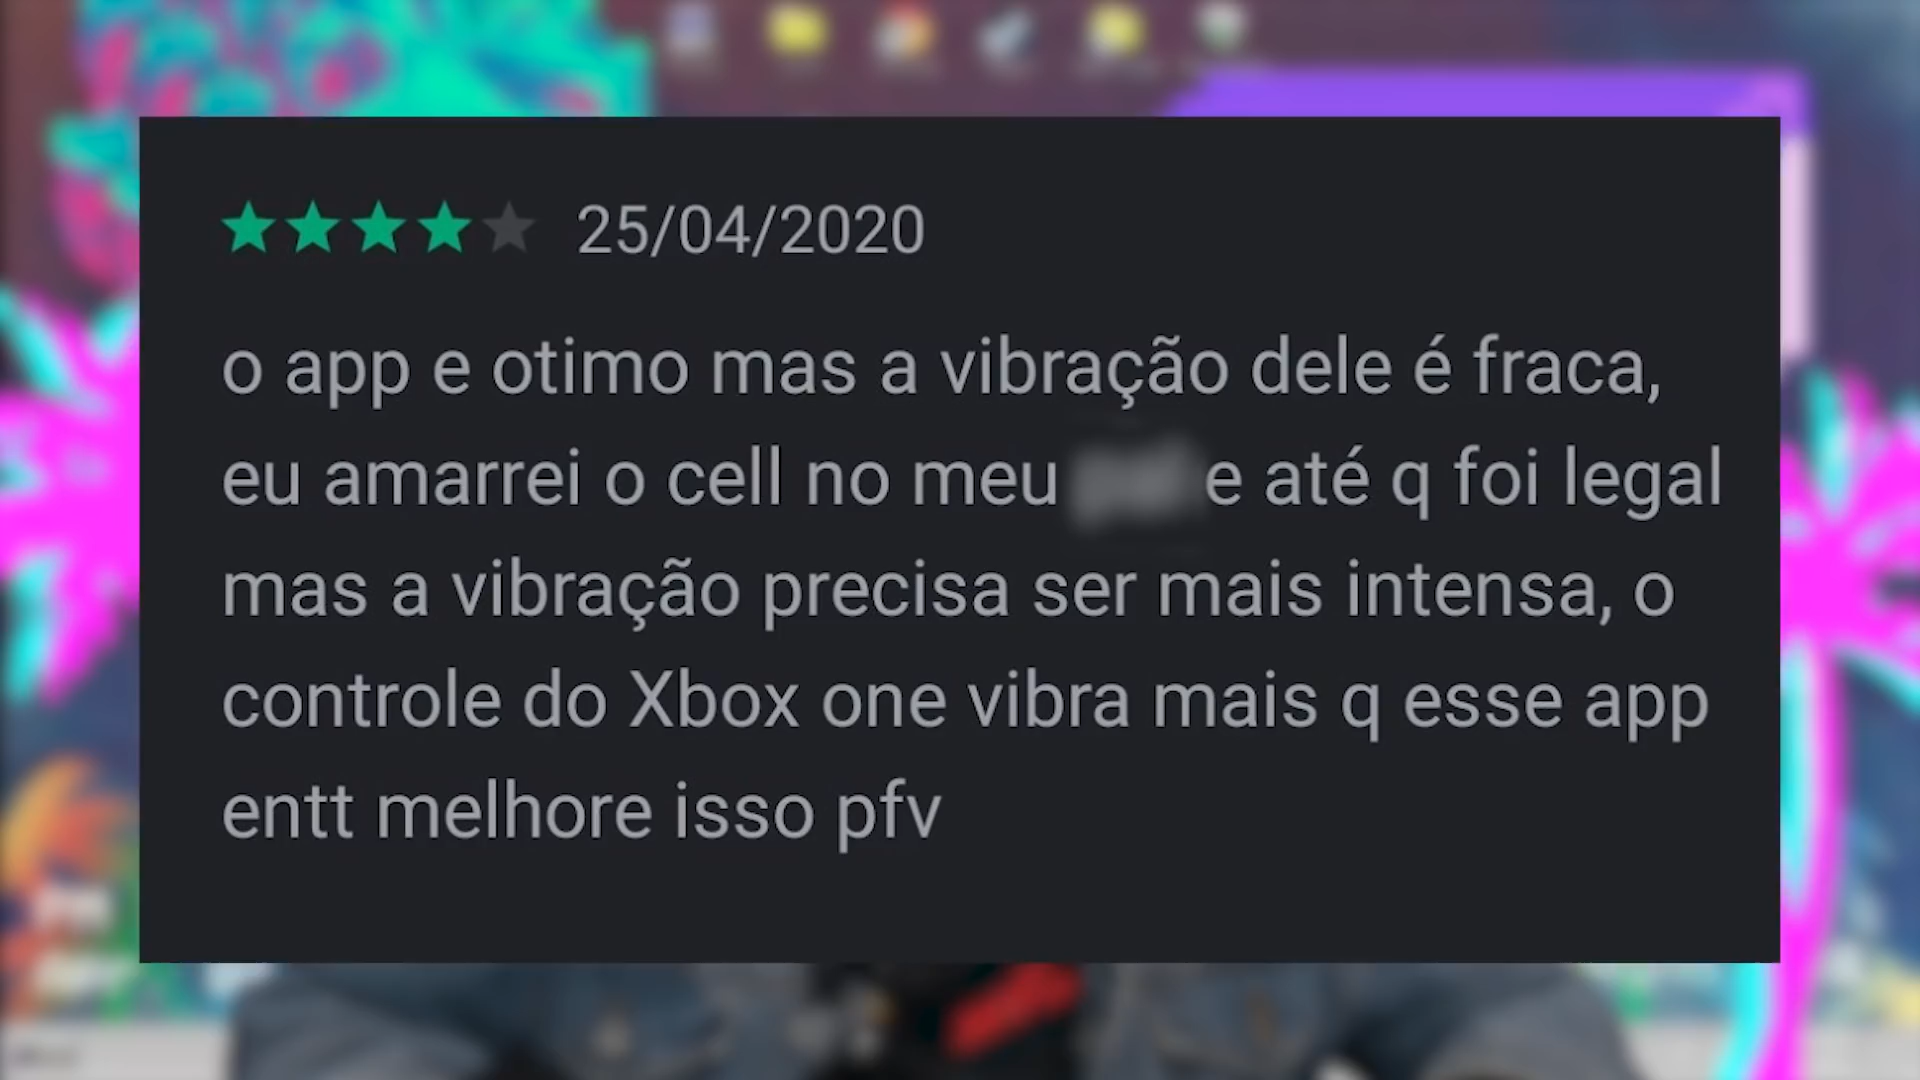 25/04/2020
o app e otimo mas a vibração dele é fraca,
eu amarrei o cell no meu e até q foi legal
mas a vibração precisa ser mais intensa, o
controle do Xbox one vibra mais q esse app
entt melhore isso pfv